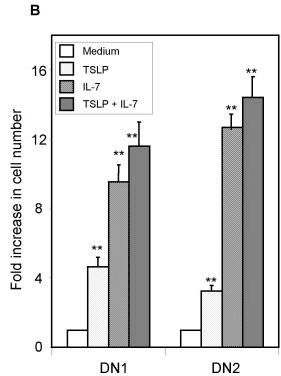 B
Medium
TSLP
IL-7
TSLP + IL-7
Fold increase in cell number
16
12
8
4
0
**
**
**
**
**
**
DN1
DN2